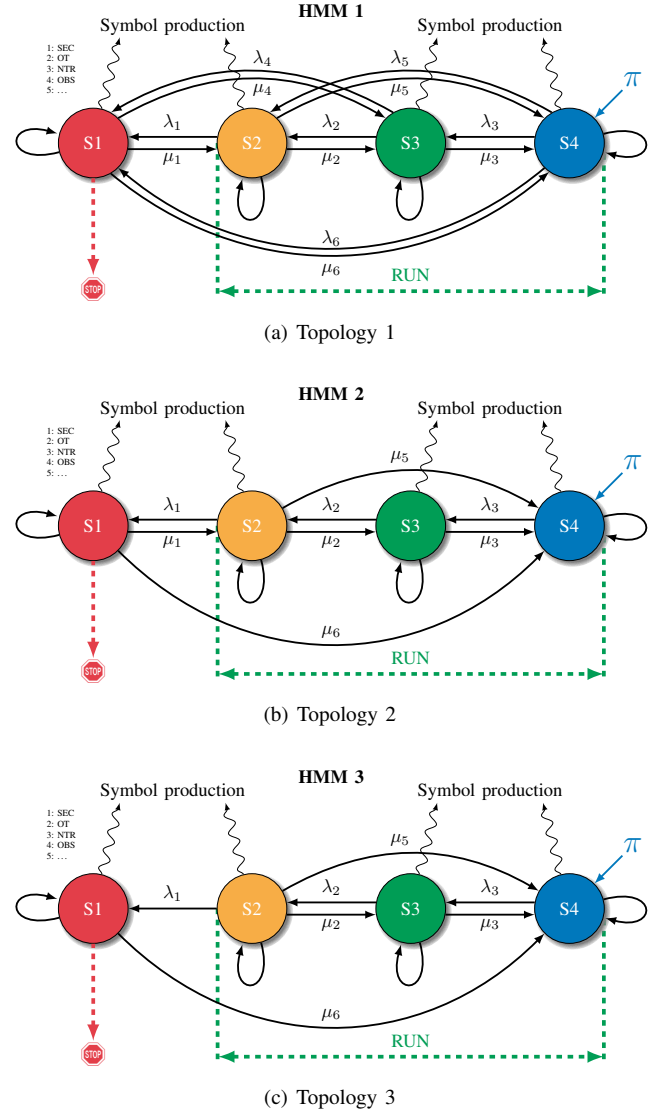 HMM 1
Symbol production Symbol production
1: SEC
2: OT
3: NTR
4: OBS
5: ...
λ4 λ5
μ4 μ5
π
λ1 λ2 λ3
S1 S2 S3 S4
μ1 μ2 μ3
λ6
μ6
RUN
STOP
(a) Topology 1
HMM 2
Symbol production Symbol production
1: SEC
2: OT
3: NTR
4: OBS
5: ...
μ5
π
λ1 λ2 λ3
S1 S2 S3 S4
μ1 μ2 μ3
μ6
RUN
STOP
(b) Topology 2
HMM 3
Symbol production Symbol production
1: SEC
2: OT
3: NTR
4: OBS
5: ...
μ5
π
λ1 λ2 λ3
S1 S2 S3 S4
μ2 μ3
μ6
RUN
STOP
(c) Topology 3